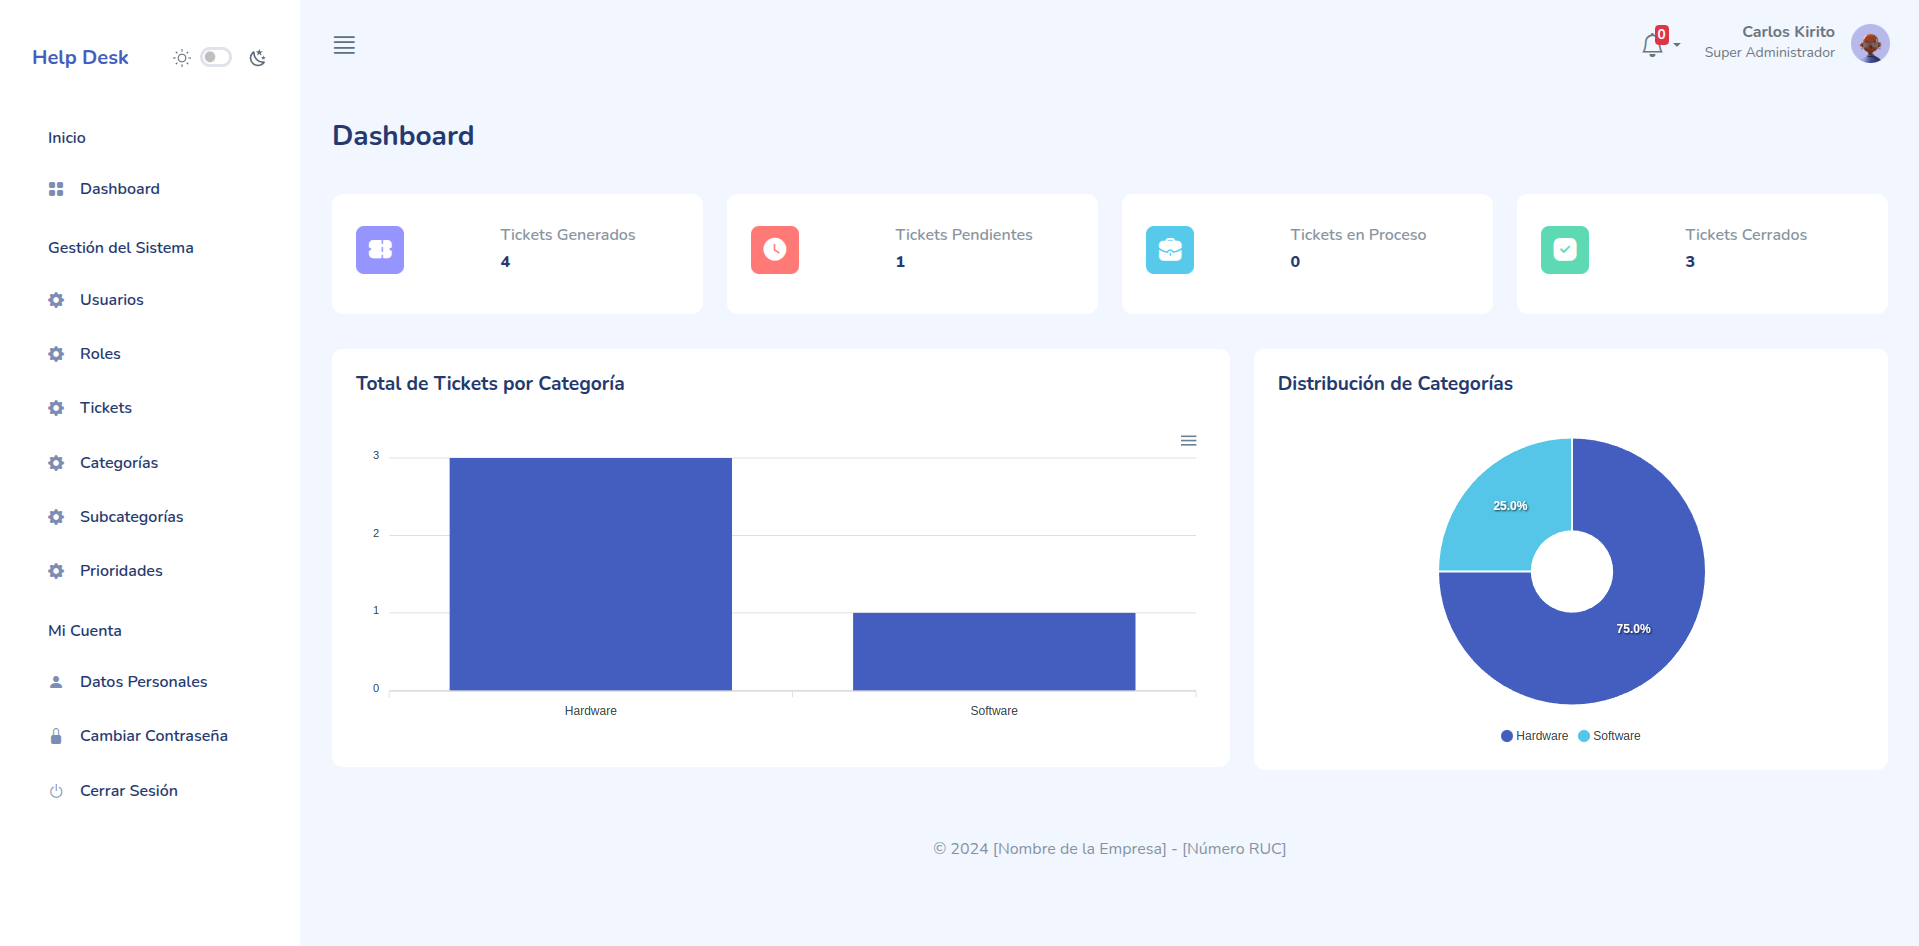 Help Desk
Inicio
Dashboard
Gestión del Sistema
Usuarios
Roles
Tickets
Categorías
Subcategorías
Prioridades
Mi Cuenta
Datos Personales
Cambiar Contraseña
Cerrar Sesión
0
Carlos Kirito
Super Administrador
Dashboard
Tickets Generados
4
Tickets Pendientes
1
Tickets en Proceso
0
Tickets Cerrados
3
Total de Tickets por Categoría
3
2
1
0
Hardware Software
Distribución de Categorías
25.0%
75.0%
Hardware Software
© 2024 [Nombre de la Empresa] - [Número RUC]